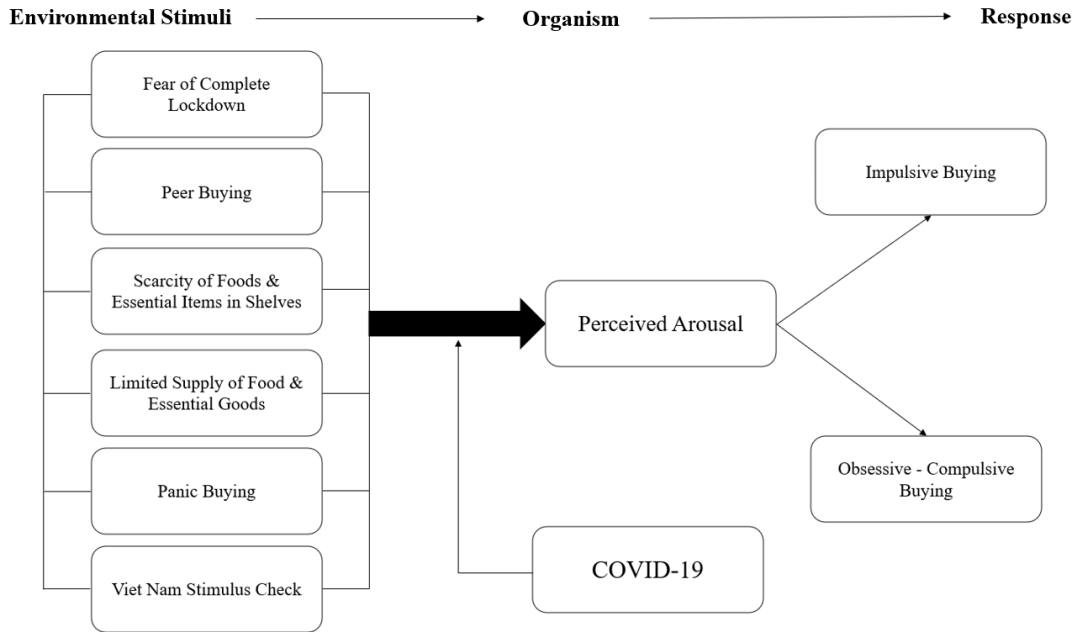 Environmental Stimuli
Organism
Response
Fear of Complete
Lockdown
Peer Buying
Scarcity of Foods &
Essential Items in Shelves
Limited Supply of Food &
Essential Goods
Panic Buying
Viet Nam Stimulus Check
Perceived Arousal
COVID-19
Impulsive Buying
Obsessive - Compulsive
Buying